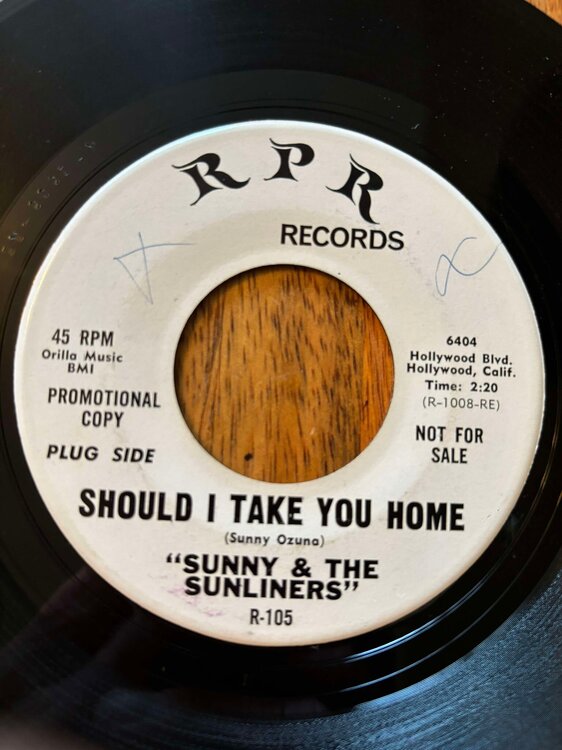 RPR
RECORDS
45 RPM
Orilla Music
BMI
PROMOTIONAL
COPY
PLUG SIDE
6404
Hollywood Blvd.
Hollywood, Calif.
Time: 2:20
(R-1008-RE)
NOT FOR
SALE
SHOULD I TAKE YOU HOME
(Sunny Ozuna)
"SUNNY & THE
SUNLINERS"
R-105